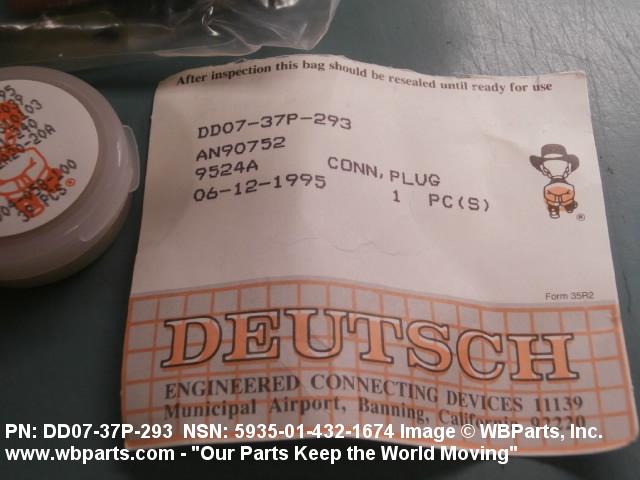 After inspection this bag should be resealed until ready for use
DD07-37P-293
AN90752
9524A CONN,PLUG
06-12-1995 1 PC(S)
®
Form 35R2
DEUTSCH
ENGINEERED CONNECTING DEVICES 11139
Municipal Airport, Banning,
PN: DD07-37P-293 NSN: 5935-01-432-1674 Image © WBParts, Inc.
www.wbparts.com - "Our Parts Keep the World Moving"